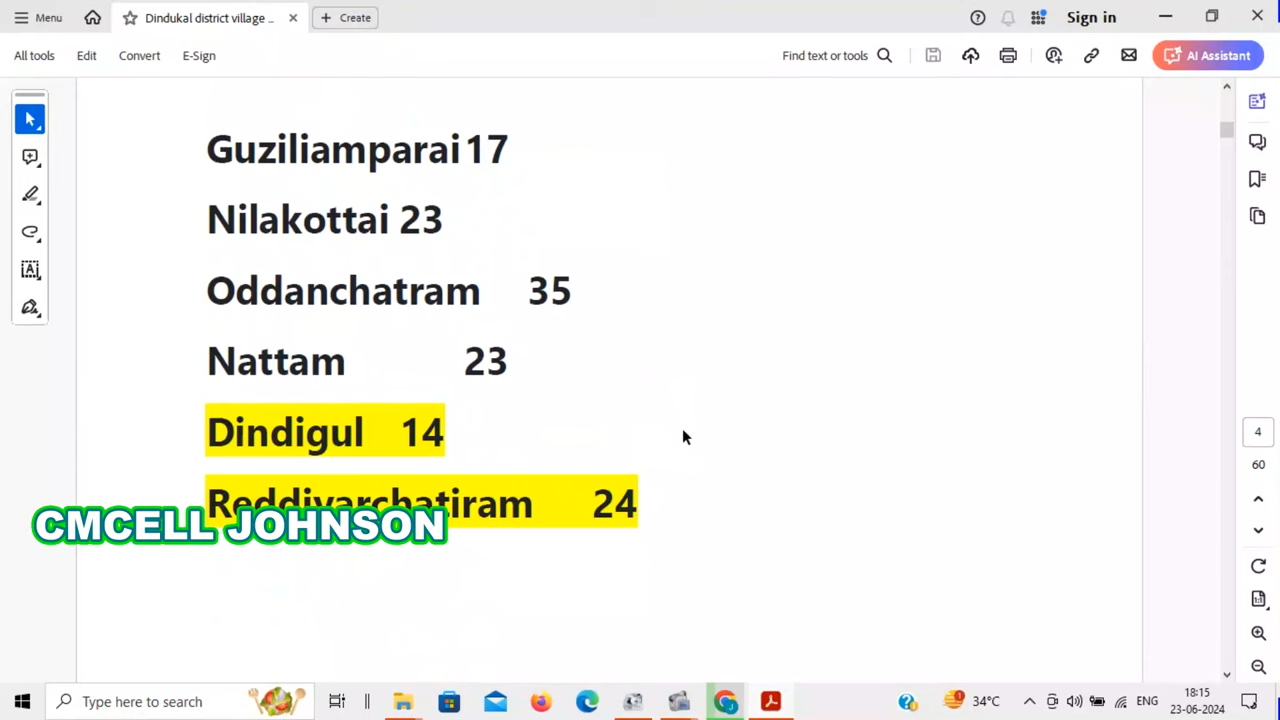 Menu
Dindukal district village ...
Create
Sign in
All tools
Edit
Convert
E-Sign
Find text or tools
AI Assistant
Guziliamparai 17
Nilakottai 23
Oddanchatram 35
Nattam 23
Dindigul 14
Reddiyarchatiram 24
CMCELL JOHNSON
4
60
Type here to search
34°C
ENG
18:15
23-06-2024